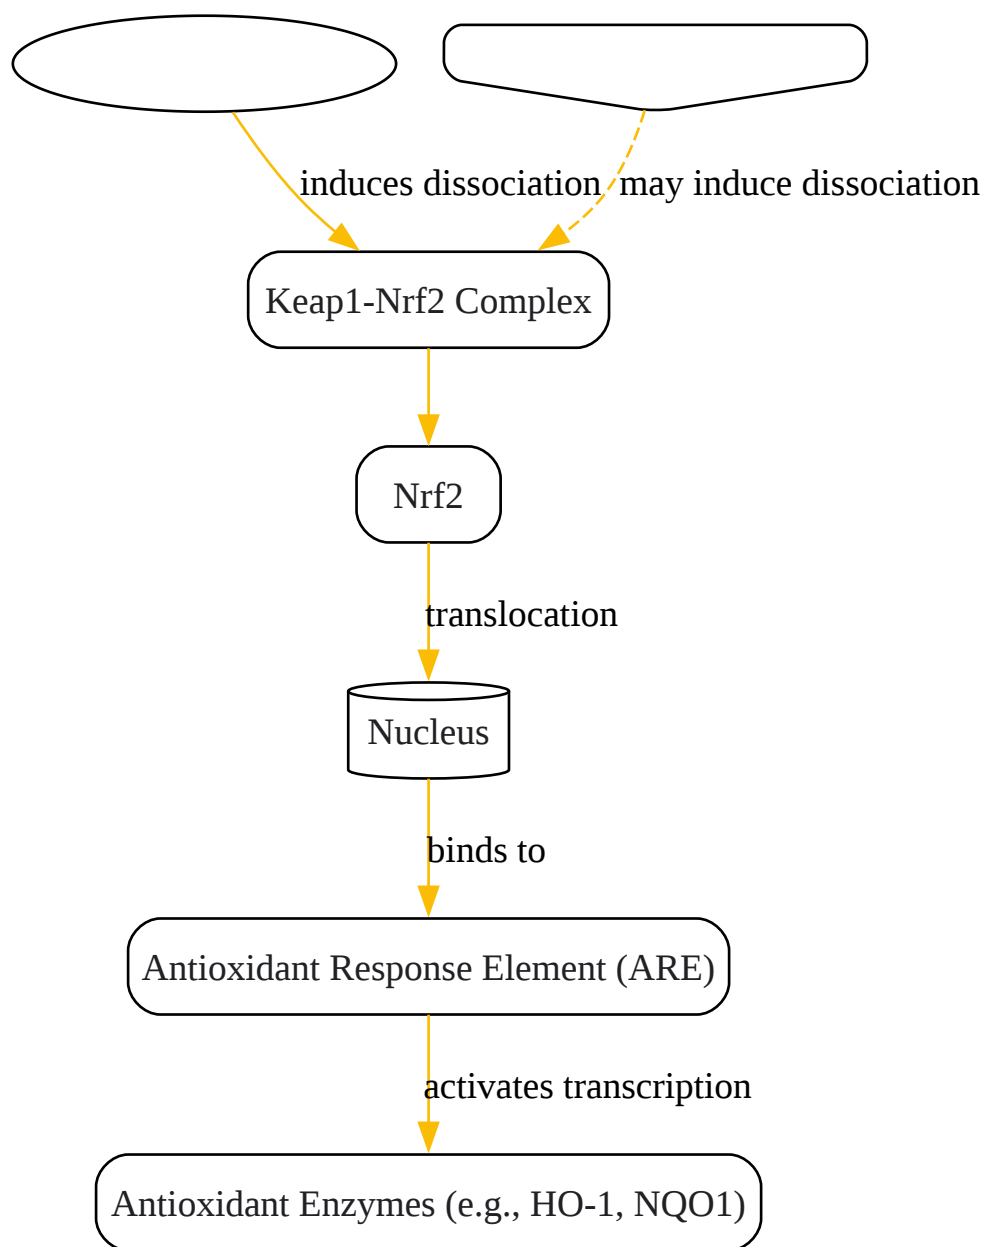 induces dissociation
may induce dissociation
Keap1-Nrf2 Complex
Nrf2
translocation
Nucleus
binds to
Antioxidant Response Element (ARE)
activates transcription
Antioxidant Enzymes (e.g., HO-1, NQO1)